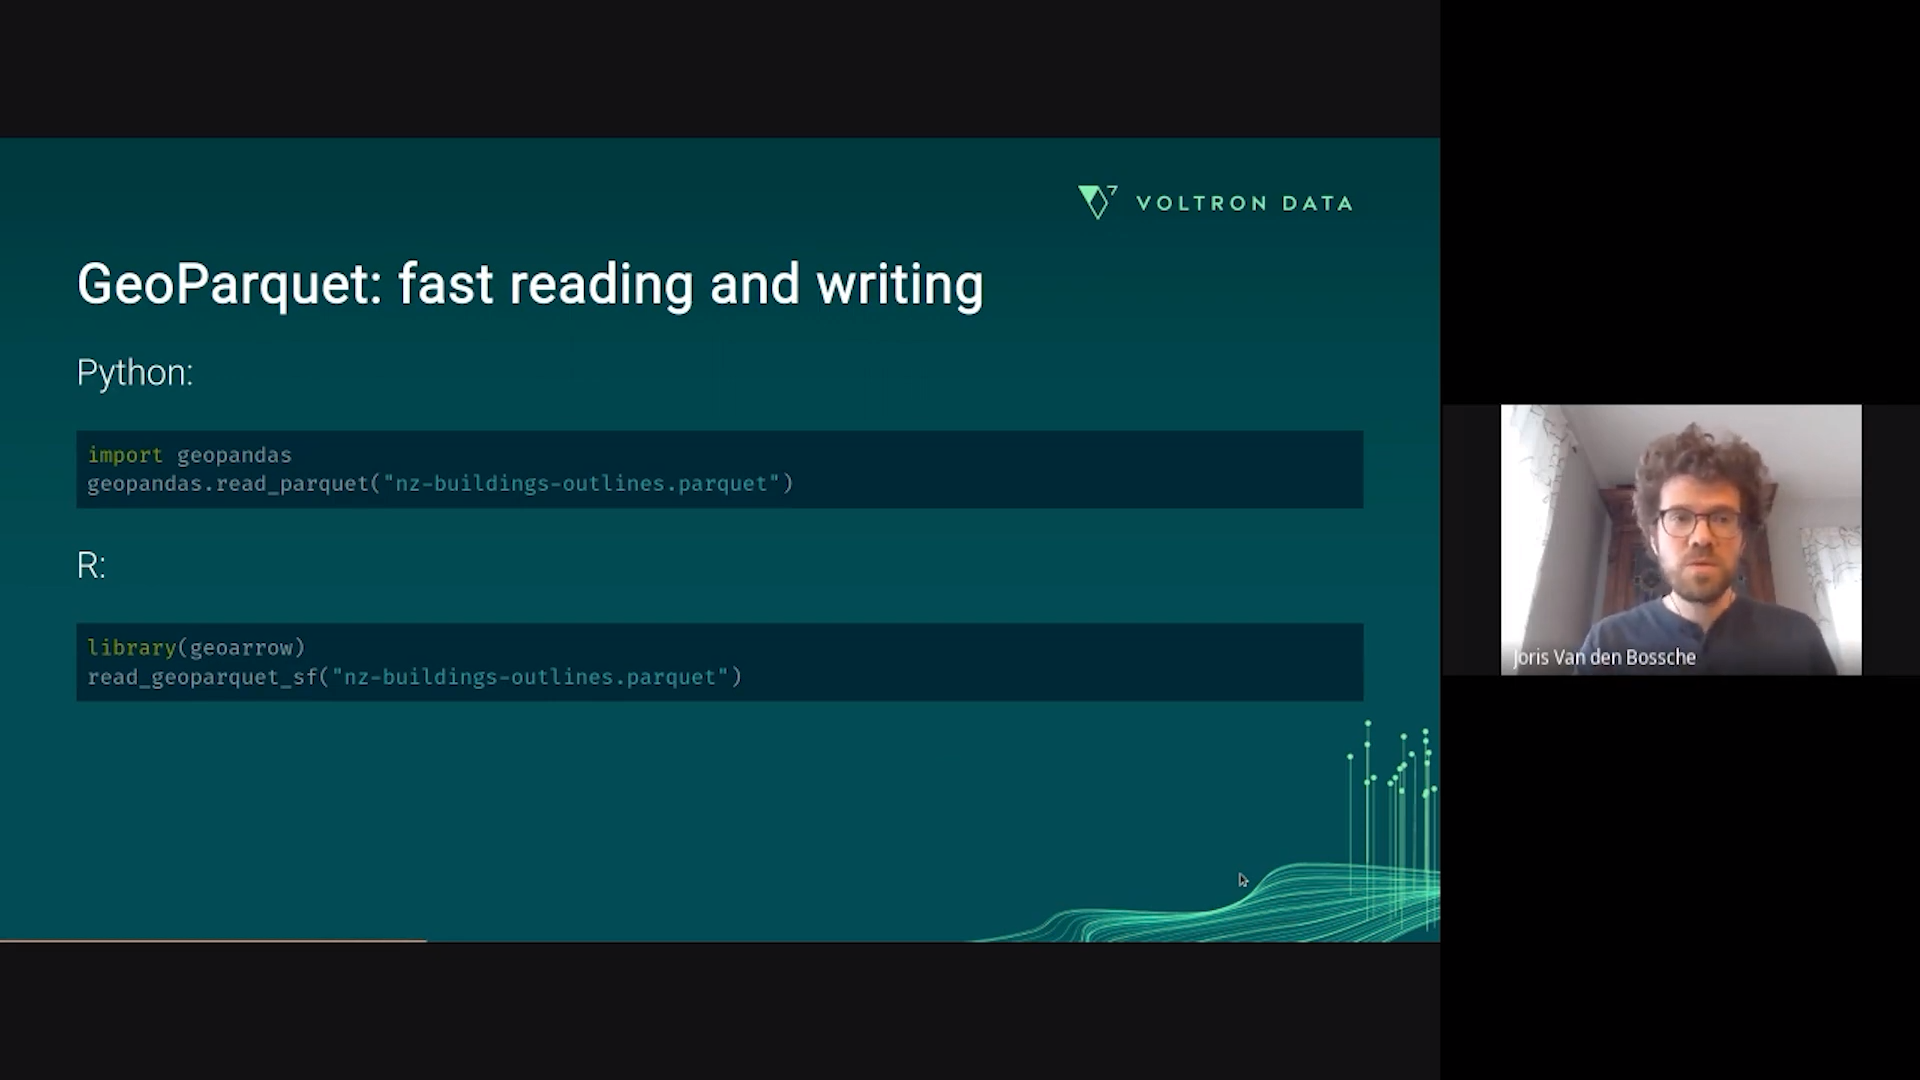 VOLTRON DATA
GeoParquet: fast reading and writing
Python:
import geopandas
geopandas.read_parquet("nz-buildings-outlines.parquet")
R:
library(geoarrow)
read_geoparquet_sf("nz-buildings-outlines.parquet")
Joris Van den Bossche